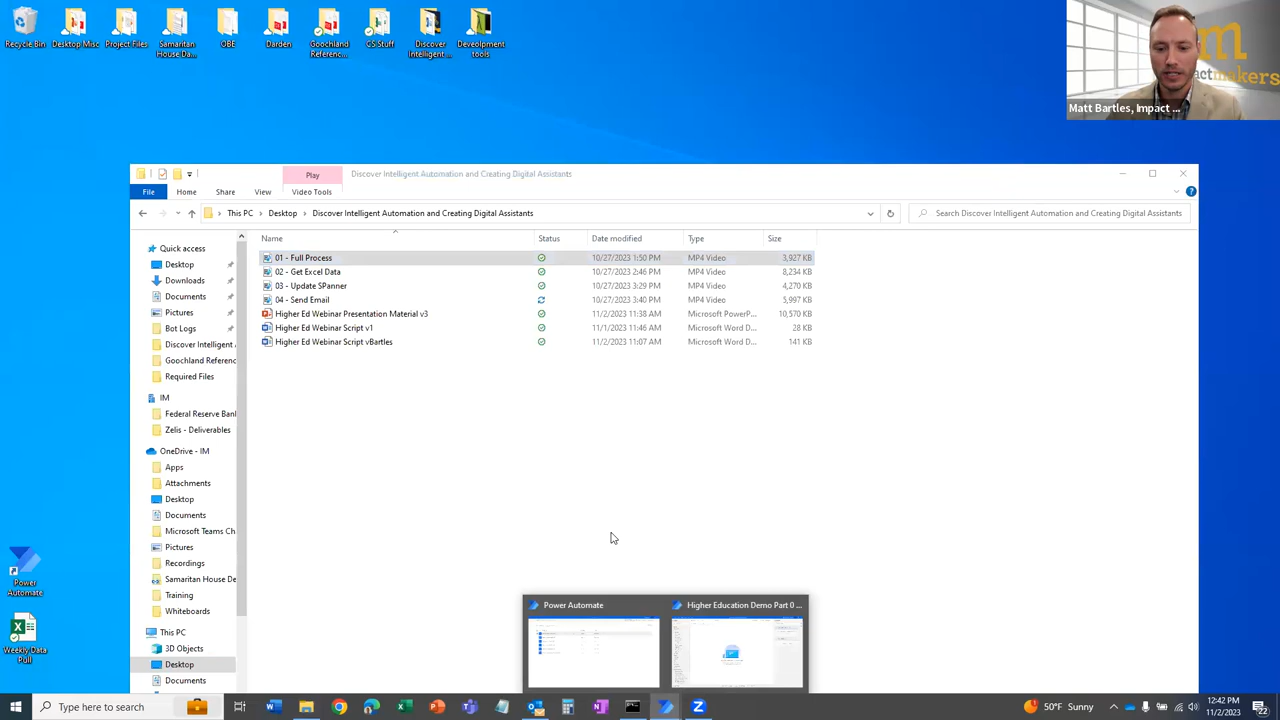 Recycle Bin
Desktop Misc
Project Files
Samaritan
House Da...
OBE
Darden
Goochland
Referenc...
CS Stuff
Discover
Intelligent ...
Development
tools
actmakers
Matt Bartles, Impact ...
Play
Discover Intelligent Automation and Creating Digital Assistants
File
Home
Share
View
Video Tools
This PC > Desktop > Discover Intelligent Automation and Creating Digital Assistants
Search Discover Intelligent Automation and Creating Digital Assistants
Name Status Date modified Type Size
01 - Full Process 10/27/2023 1:50 PM MP4 Video 3,927 KB
02 - Get Excel Data 10/27/2023 2:46 PM MP4 Video 8,234 KB
03 - Update SPanner 10/27/2023 3:29 PM MP4 Video 4,270 KB
04 - Send Email 10/27/2023 3:40 PM MP4 Video 5,997 KB
Higher Ed Webinar Presentation Material v3 11/2/2023 11:38 AM Microsoft PowerP... 10,570 KB
Higher Ed Webinar Script v1 11/1/2023 11:46 AM Microsoft Word D... 28 KB
Higher Ed Webinar Script vBartles 11/2/2023 11:07 AM Microsoft Word D... 141 KB
Quick access
Desktop
Downloads
Documents
Pictures
Bot Logs
Discover Intelligent
Goochland Referenc
Required Files
IM
Federal Reserve Ban
Zelis - Deliverables
OneDrive - IM
Apps
Attachments
Desktop
Documents
Microsoft Teams Ch
Pictures
Recordings
Samaritan House De
Training
Whiteboards
This PC
3D Objects
Desktop
Documents
Power
Automate
Weekly Data
Poll
Power Automate
Higher Education Demo Part 0 ...
Type here to search
50°F Sunny
12:42 PM
11/2/2023
22